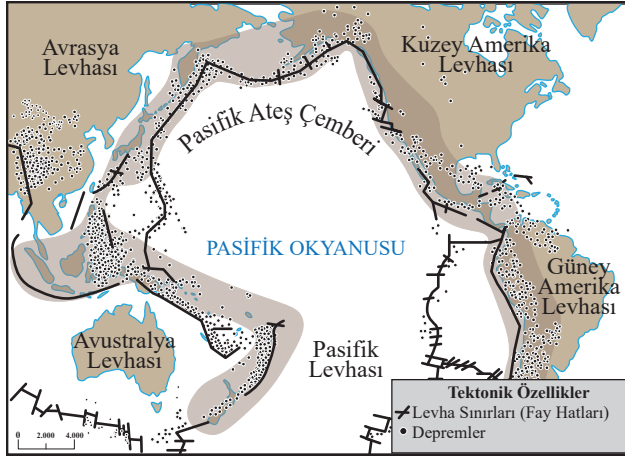 Avrasya
Levhası
Kuzey Amerika
Levhası
Pasifik Ateş Çemberi
PASİFİK OKYANUSU
Güney
Amerika
Levhası
Avustralya
Levhası
Pasifik
Levhası
Tektonik Özellikler
Levha Sınırları (Fay Hatları)
Depremler
0 2.000 4.000